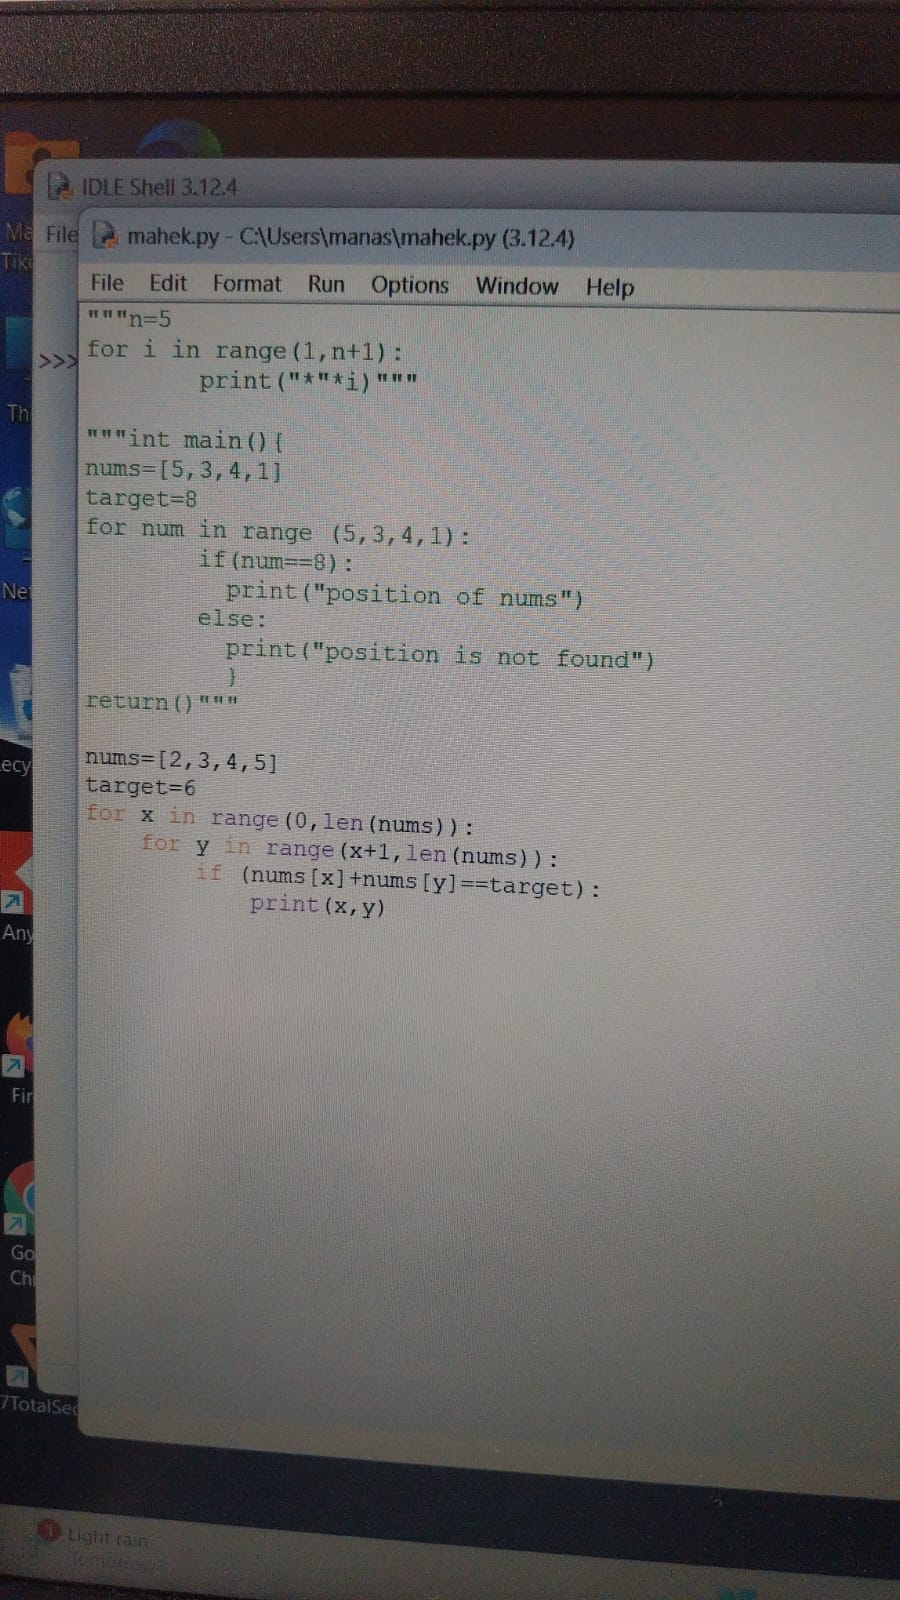 IDLE Shell 3.12.4
File
mahek.py - C:\Users\manas\mahek.py (3.12.4)
File Edit Format Run Options Window Help
>>>
"""n=5
for i in range(1,n+1):
        print("*"*i)"""

"""int main(){
nums=[5,3,4,1]
target=8
for num in range (5,3,4,1):
        if(num==8):
          print("position of nums")
        else:
          print("position is not found")
          }
return()"""

nums=[2,3,4,5]
target=6
for x in range(0,len(nums)):
    for y in range(x+1,len(nums)):
        if (nums[x]+nums[y]==target):
            print(x,y)
Ma
Tik
Th
Ne
ecy
Any
Fir
Go
Ch
7TotalSec
1
Light rain
Tomorrow